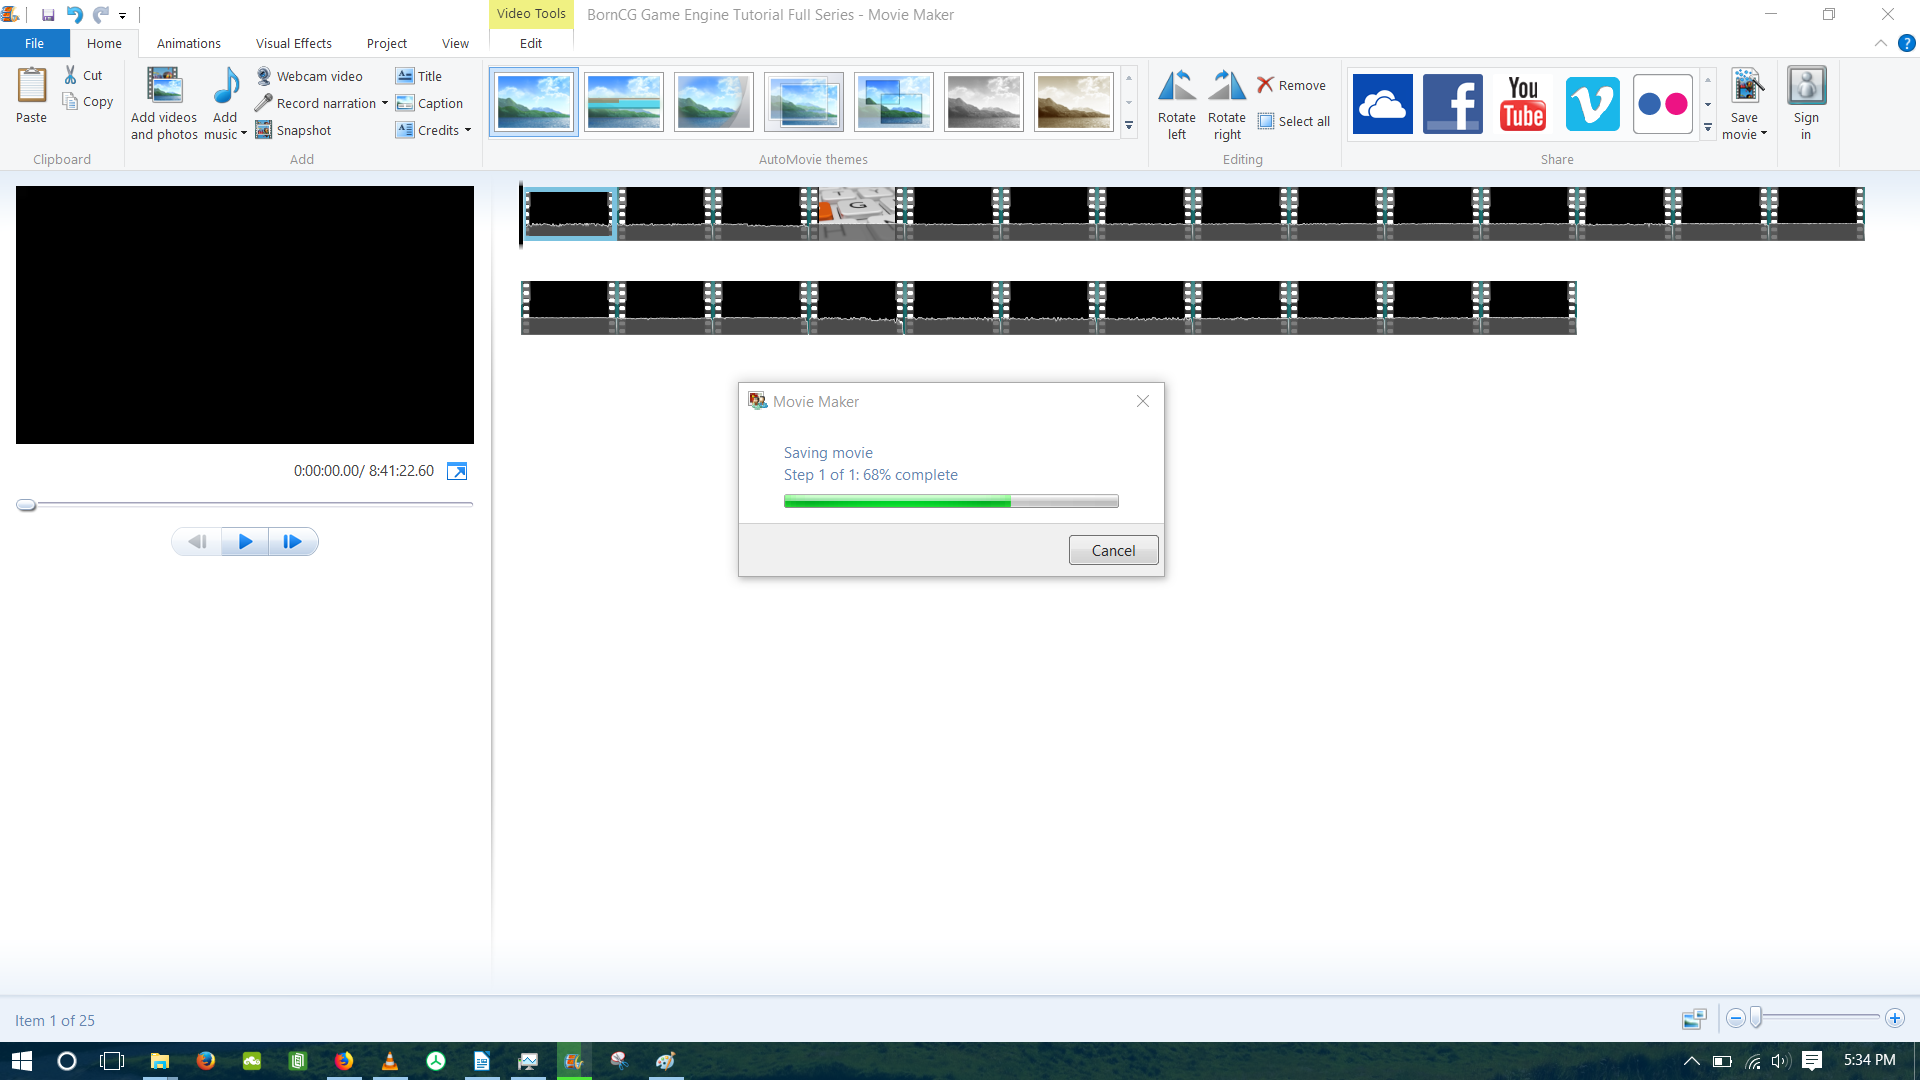 Video Tools
BornCG Game Engine Tutorial Full Series - Movie Maker
File
Home
Animations
Visual Effects
Project
View
Edit
Paste
Cut
Copy
Clipboard
Add videos
and photos
Add
music
Webcam video
Record narration
Snapshot
Title
Caption
Credits
Add
AutoMovie themes
Rotate
left
Rotate
right
Remove
Select all
Editing
You
Tube
Share
Save
movie
Sign
in
G
0:00:00.00/ 8:41:22.60
Movie Maker
Saving movie
Step 1 of 1: 68% complete
Cancel
Item 1 of 25
5:34 PM